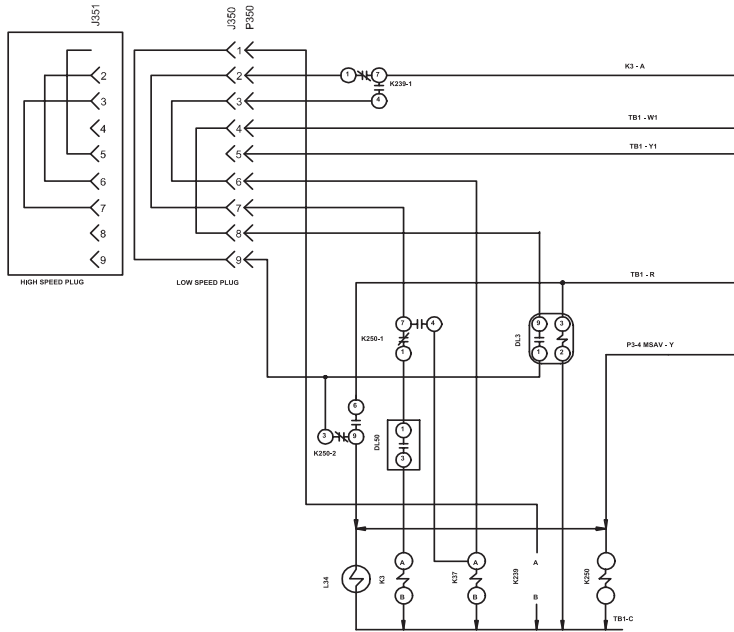 J351
J350
P350
1
2
2
1
7
K3 - A
K239-1
3
3
4
4
4
TB1 - W1
5
5
TB1 - Y1
6
6
7
7
8
8
9
9
HIGH SPEED PLUG
LOW SPEED PLUG
TB1 - R
7
4
9
3
K250-1
DL3
P3-4 MSAV - Y
1
1
2
6
3
9
K250-2
1
DL50
3
L34
K3
A
B
K37
A
B
K239
A
B
K250
TB1-C